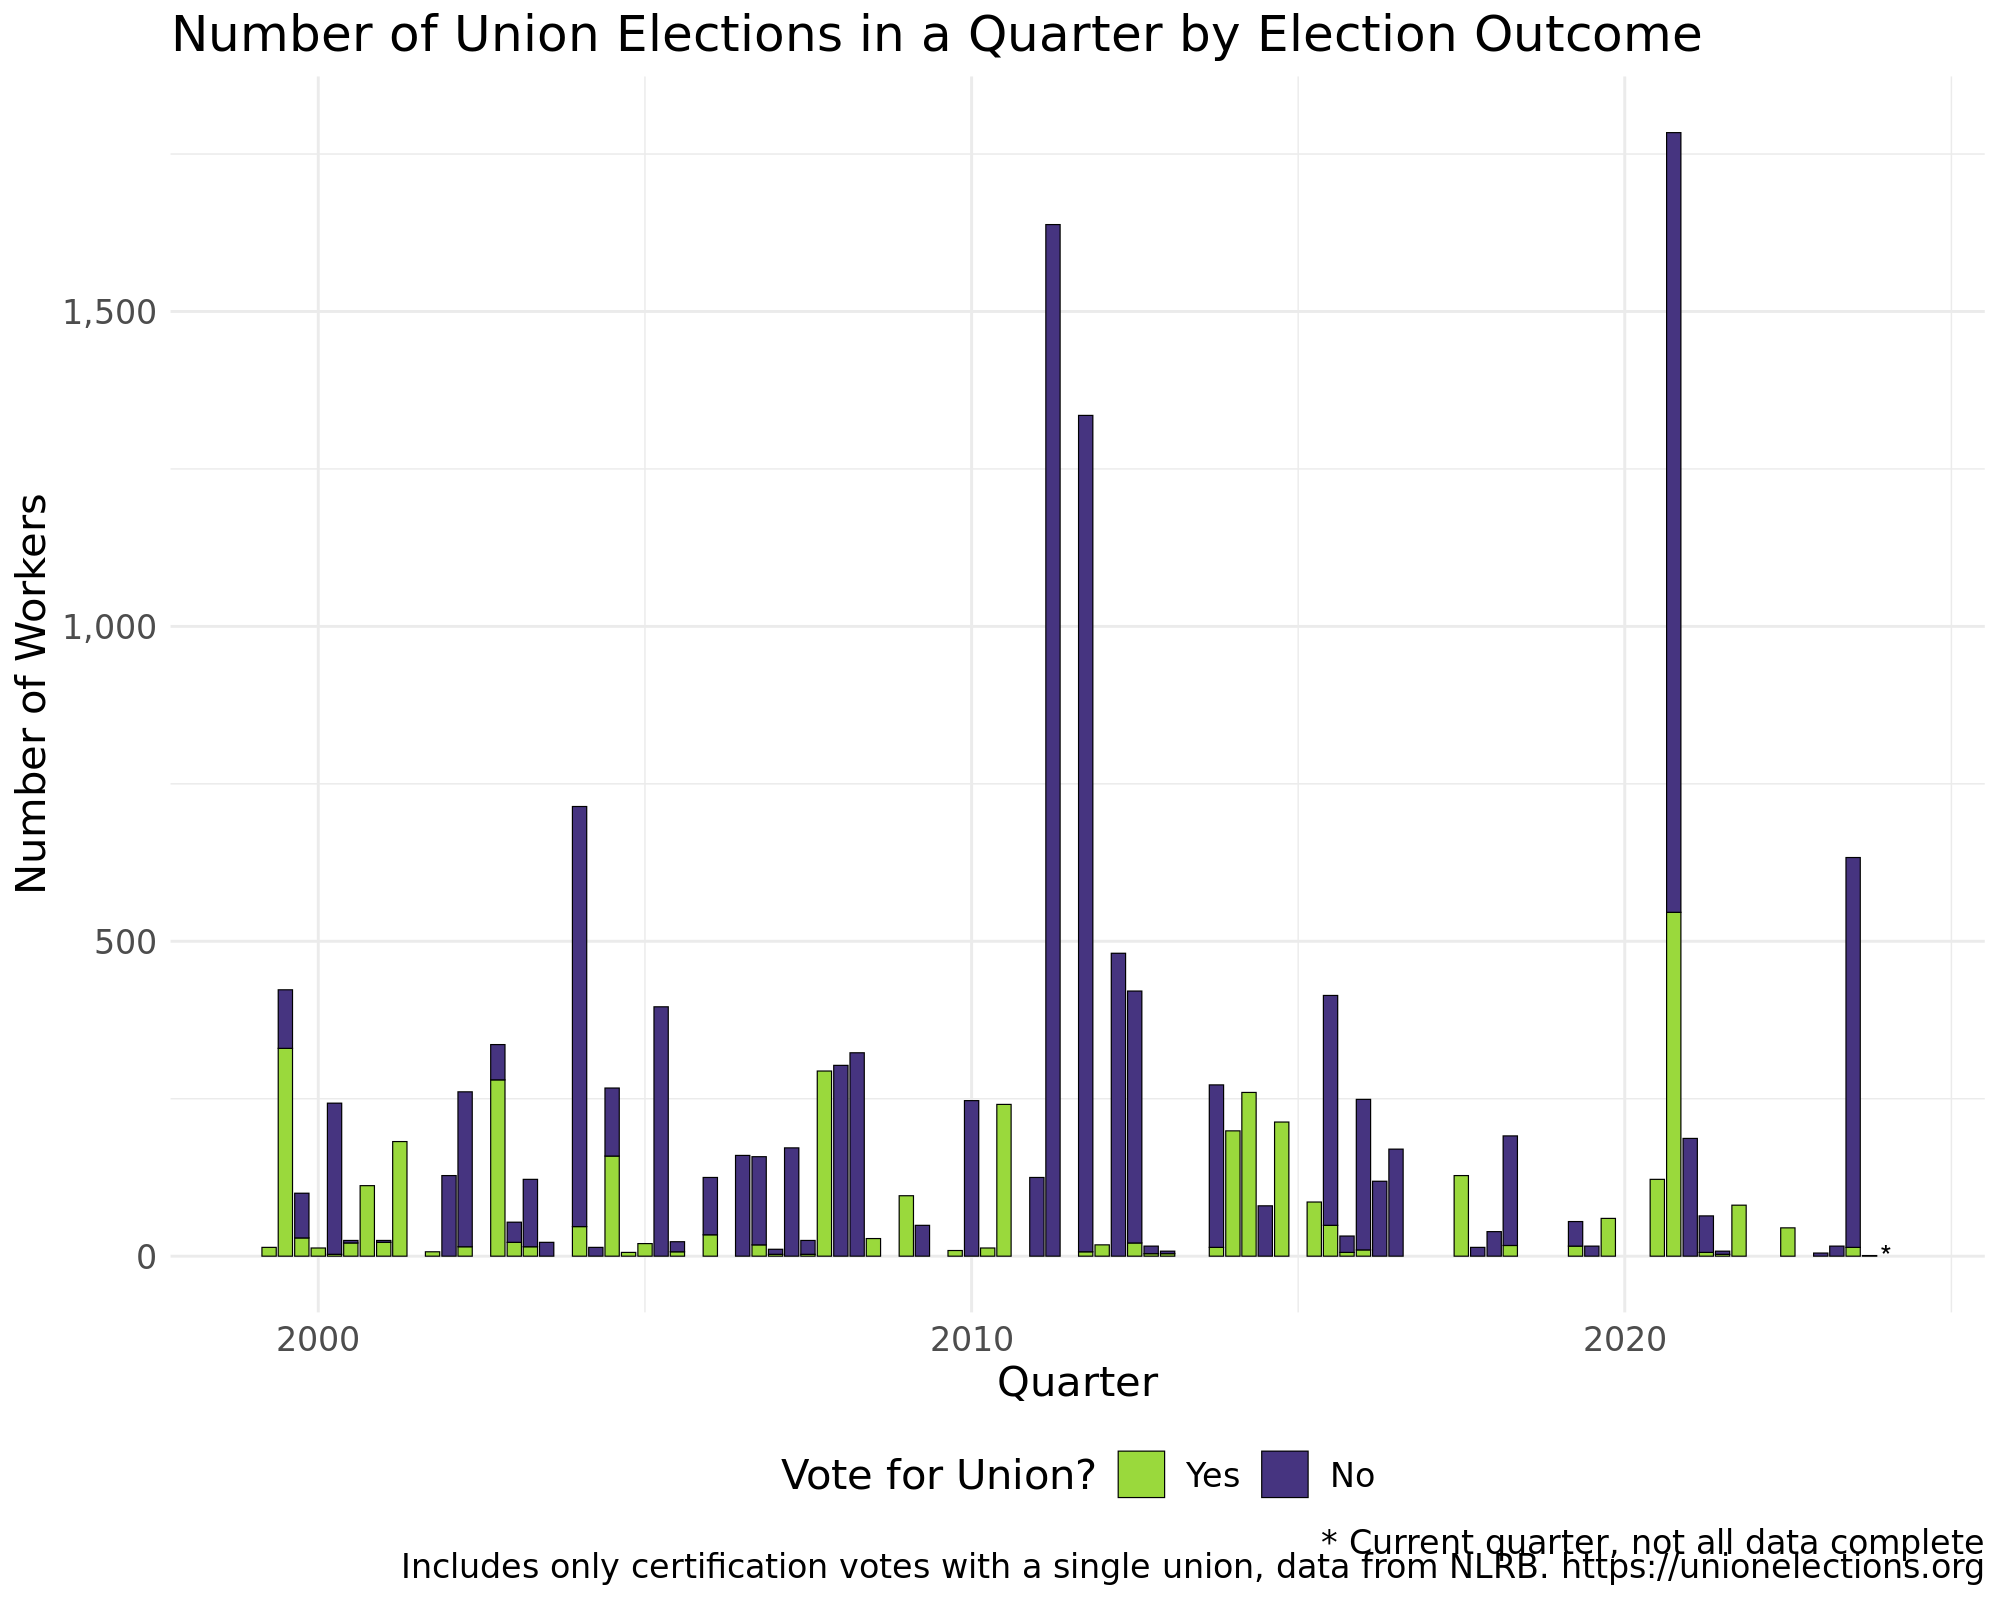 Number of Union Elections in a Quarter by Election Outcome
Number of Workers
1,500
1,000
500
0
*
2000
2010
2020
Quarter
Vote for Union?
Yes
No
* Current quarter, not all data complete
Includes only certification votes with a single union, data from NLRB. https://unionelections.org